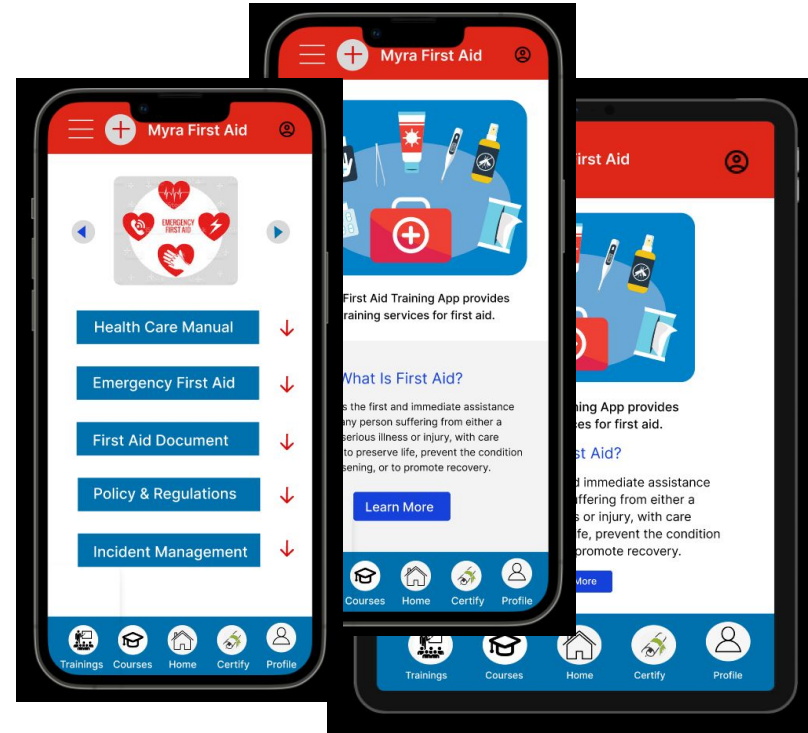 Myra First Aid
EMERGENCY
FIRST AID
Health Care Manual
Emergency First Aid
First Aid Document
Policy & Regulations
Incident Management
Trainings Courses Home Certify Profile
Myra First Aid
First Aid Training App provides
raining services for first aid.
What Is First Aid?
s the first and immediate assistance
any person suffering from either a
serious illness or injury, with care
to preserve life, prevent the condition
sening, or to promote recovery.
Learn More
Courses Home Certify Profile
irst Aid
ning App provides
es for first aid.
st Aid?
d immediate assistance
uffering from either a
s or injury, with care
fe, prevent the condition
promote recovery.
More
Trainings Courses Home Certify Profile